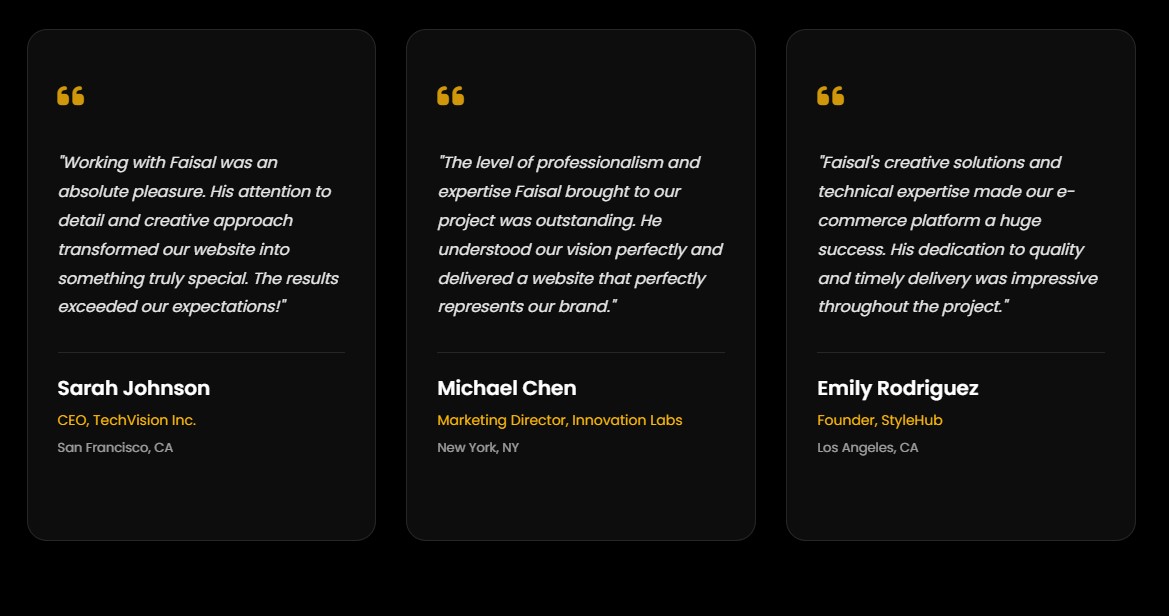 "Working with Faisal was an
absolute pleasure. His attention to
detail and creative approach
transformed our website into
something truly special. The results
exceeded our expectations!"
Sarah Johnson
CEO, TechVision Inc.
San Francisco, CA
"The level of professionalism and
expertise Faisal brought to our
project was outstanding. He
understood our vision perfectly and
delivered a website that perfectly
represents our brand."
Michael Chen
Marketing Director, Innovation Labs
New York, NY
"Faisal's creative solutions and
technical expertise made our e-
commerce platform a huge
success. His dedication to quality
and timely delivery was impressive
throughout the project."
Emily Rodriguez
Founder, StyleHub
Los Angeles, CA